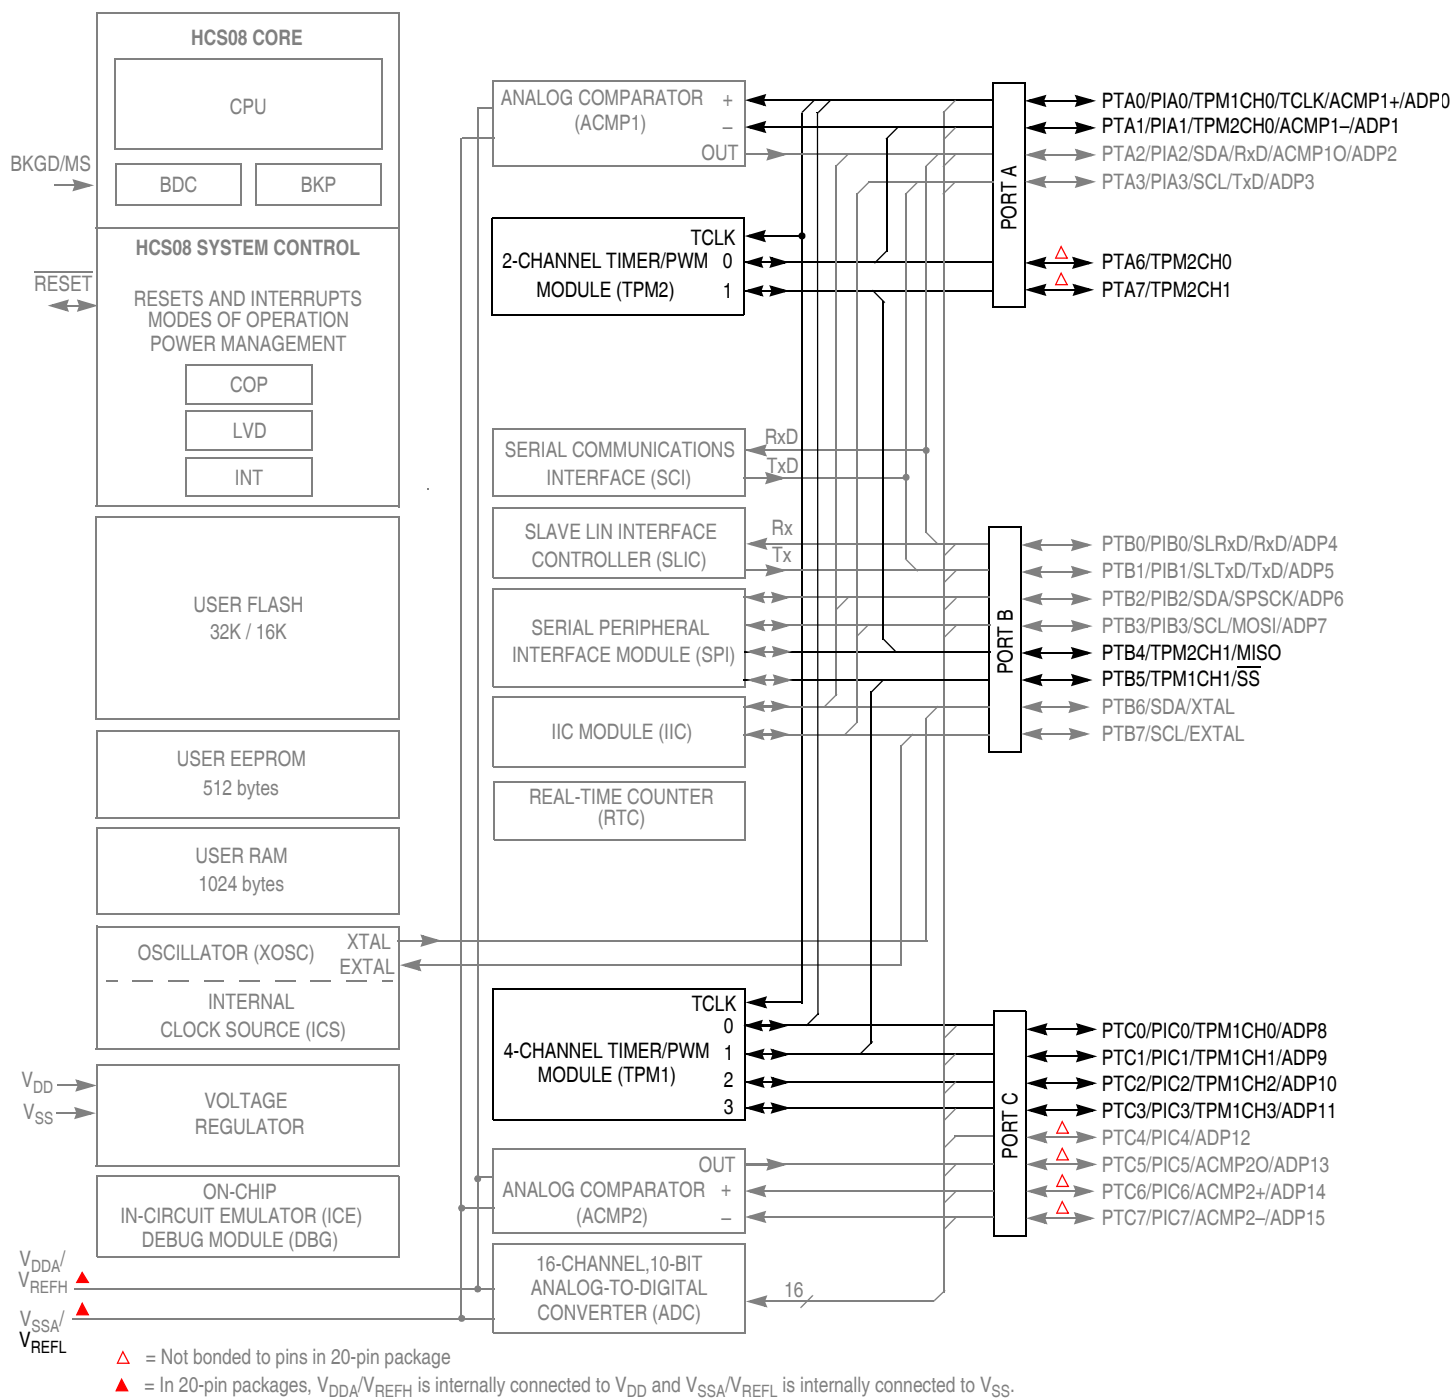 HCS08 CORE
CPU
BDC
BKP
BKGD/MS
HCS08 SYSTEM CONTROL
RESET
RESETS AND INTERRUPTS
MODES OF OPERATION
POWER MANAGEMENT
COP
LVD
INT
USER FLASH
32K / 16K
USER EEPROM
512 bytes
USER RAM
1024 bytes
OSCILLATOR (XOSC)
XTAL
EXTAL
INTERNAL
CLOCK SOURCE (ICS)
VDD
VSS
VOLTAGE
REGULATOR
ON-CHIP
IN-CIRCUIT EMULATOR (ICE)
DEBUG MODULE (DBG)
VDDA/
VREFH
VSSA/
VREFL
ANALOG COMPARATOR
(ACMP1)
+
–
OUT
TCLK
2-CHANNEL TIMER/PWM 0
MODULE (TPM2) 1
SERIAL COMMUNICATIONS
INTERFACE (SCI)
RxD
TxD
SLAVE LIN INTERFACE
CONTROLLER (SLIC)
Rx
Tx
SERIAL PERIPHERAL
INTERFACE MODULE (SPI)
IIC MODULE (IIC)
REAL-TIME COUNTER
(RTC)
TCLK
0
4-CHANNEL TIMER/PWM 1
MODULE (TPM1)
2
3
OUT
ANALOG COMPARATOR +
(ACMP2) –
16-CHANNEL,10-BIT
ANALOG-TO-DIGITAL
CONVERTER (ADC)
16
PORT A
PTA0/PIA0/TPM1CH0/TCLK/ACMP1+/ADP0
PTA1/PIA1/TPM2CH0/ACMP1–/ADP1
PTA2/PIA2/SDA/RxD/ACMP1O/ADP2
PTA3/PIA3/SCL/TxD/ADP3
PTA6/TPM2CH0
PTA7/TPM2CH1
PORT B
PTB0/PIB0/SLRxD/RxD/ADP4
PTB1/PIB1/SLTxD/TxD/ADP5
PTB2/PIB2/SDA/SPSCK/ADP6
PTB3/PIB3/SCL/MOSI/ADP7
PTB4/TPM2CH1/MISO
PTB5/TPM1CH1/SS
PTB6/SDA/XTAL
PTB7/SCL/EXTAL
PORT C
PTC0/PIC0/TPM1CH0/ADP8
PTC1/PIC1/TPM1CH1/ADP9
PTC2/PIC2/TPM1CH2/ADP10
PTC3/PIC3/TPM1CH3/ADP11
PTC4/PIC4/ADP12
PTC5/PIC5/ACMP2O/ADP13
PTC6/PIC6/ACMP2+/ADP14
PTC7/PIC7/ACMP2–/ADP15
△ = Not bonded to pins in 20-pin package
▲ = In 20-pin packages, VDDA/VREFH is internally connected to VDD and VSSA/VREFL is internally connected to VSS.